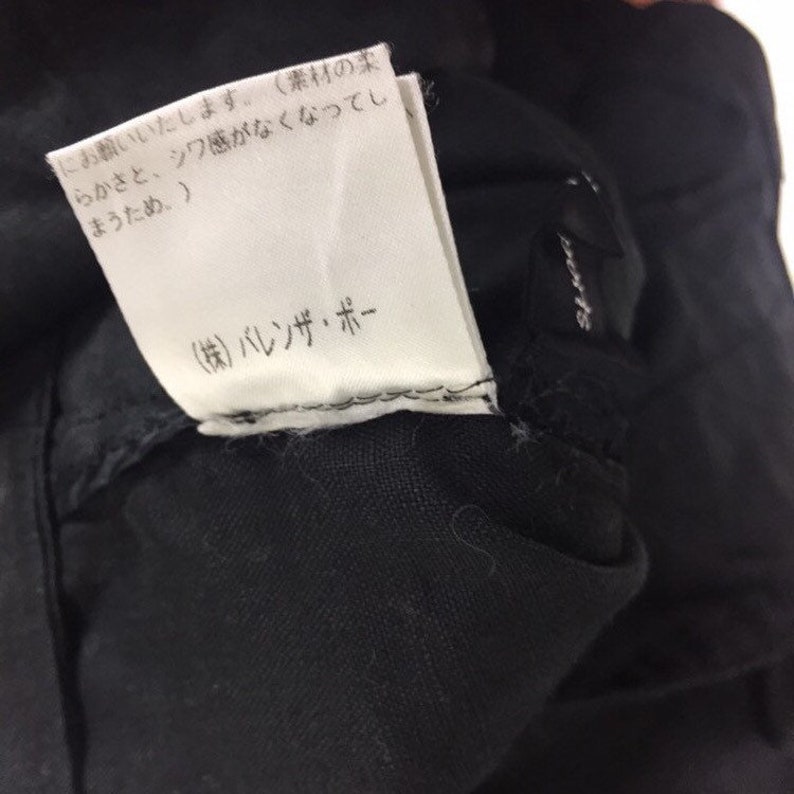 にお願いいたします。(素材の柔
らかさと、シワ感がなくなってし
まうため。)
(株)バレンザ・ポー
sports